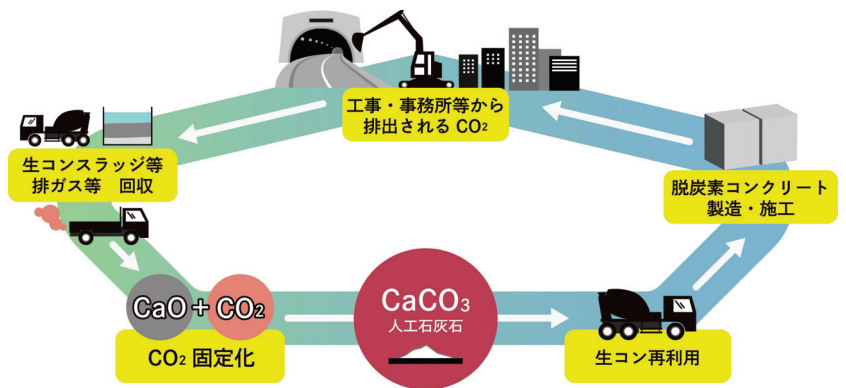 工事・事務所等から
排出される CO₂
生コンスラッジ等
排ガス等　回収
CaO + CO₂
CO₂ 固定化
CaCO₃
人工石灰石
生コン再利用
脱炭素コンクリート
製造・施工